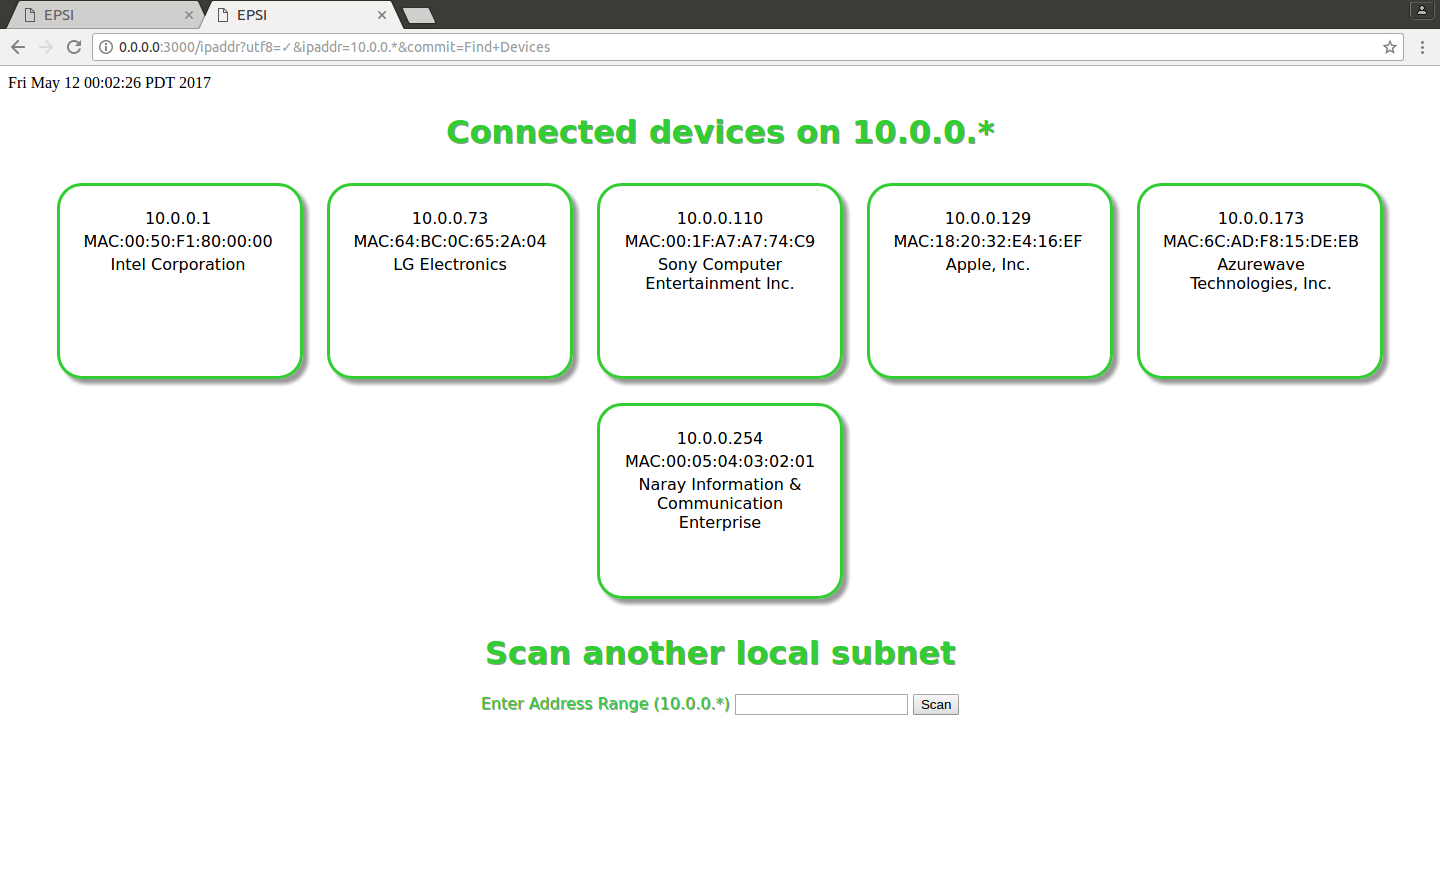 EPSI
EPSI
0.0.0.0:3000/ipaddr?utf8=✓&ipaddr=10.0.0.*&commit=Find+Devices
Fri May 12 00:02:26 PDT 2017
Connected devices on 10.0.0.*
10.0.0.1
MAC:00:50:F1:80:00:00
Intel Corporation
10.0.0.73
MAC:64:BC:0C:65:2A:04
LG Electronics
10.0.0.110
MAC:00:1F:A7:A7:74:C9
Sony Computer
Entertainment Inc.
10.0.0.129
MAC:18:20:32:E4:16:EF
Apple, Inc.
10.0.0.173
MAC:6C:AD:F8:15:DE:EB
Azurewave
Technologies, Inc.
10.0.0.254
MAC:00:05:04:03:02:01
Naray Information &
Communication
Enterprise
Scan another local subnet
Enter Address Range (10.0.0.*) Scan